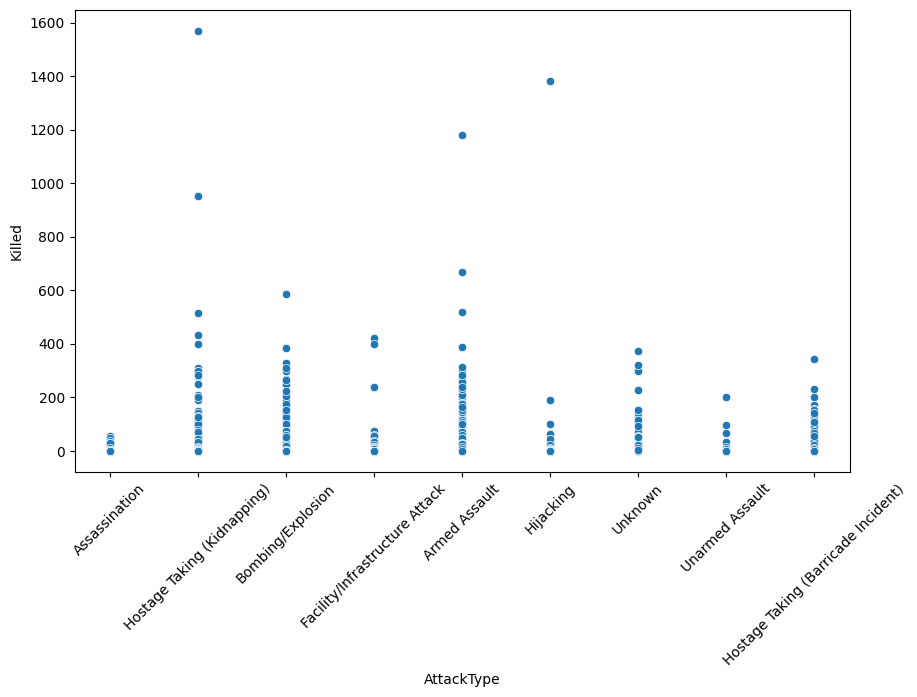 1600
1400
1200
1000
800
600
400
200
0
Killed
Assassination
Hostage Taking (Kidnapping)
Bombing/Explosion
Facility/Infrastructure Attack
Armed Assault
Hijacking
Unknown
Unarmed Assault
Hostage Taking (Barricade Incident)
AttackType